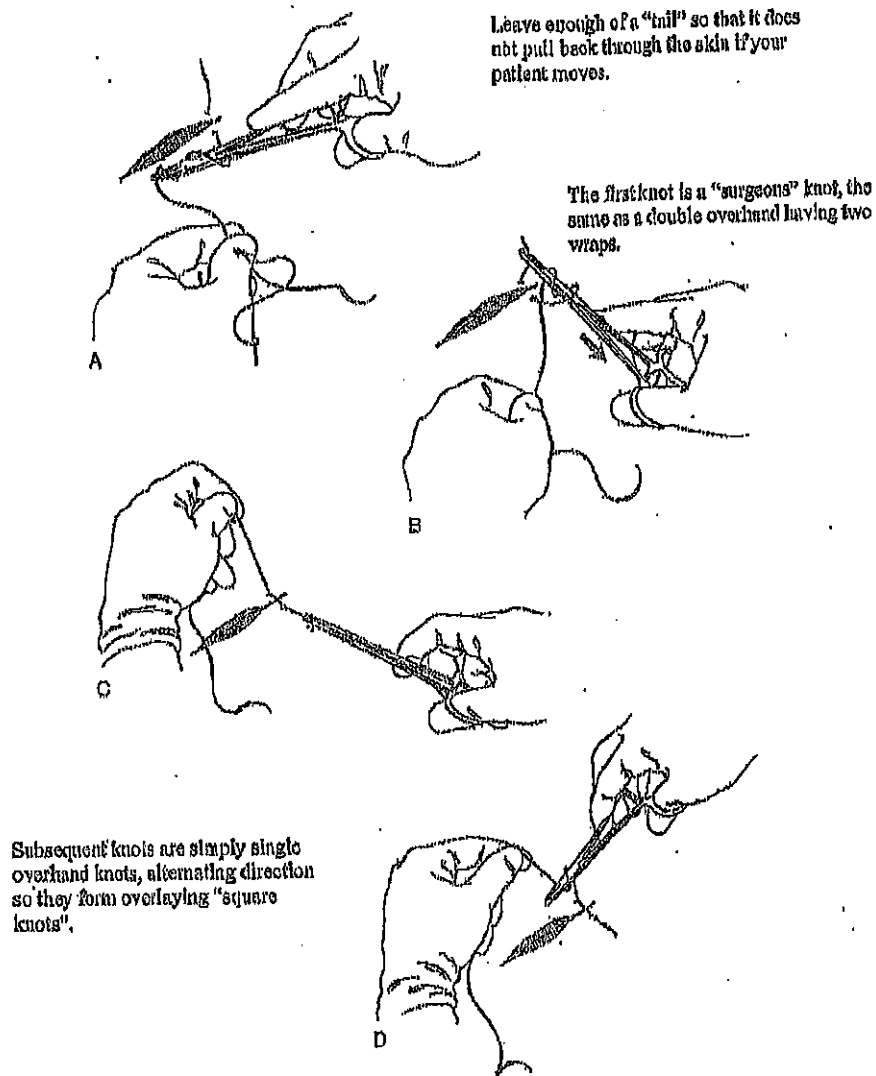 Leave enough of a "tail" so that it does
not pull back through the skin if your
patient moves.
The first knot is a "surgeons" knot, the
same as a double overhand having two
wraps.
A
B
C
Subsequent knots are simply single
overhand knots, alternating direction
so they form overlaying "square
knots".
D